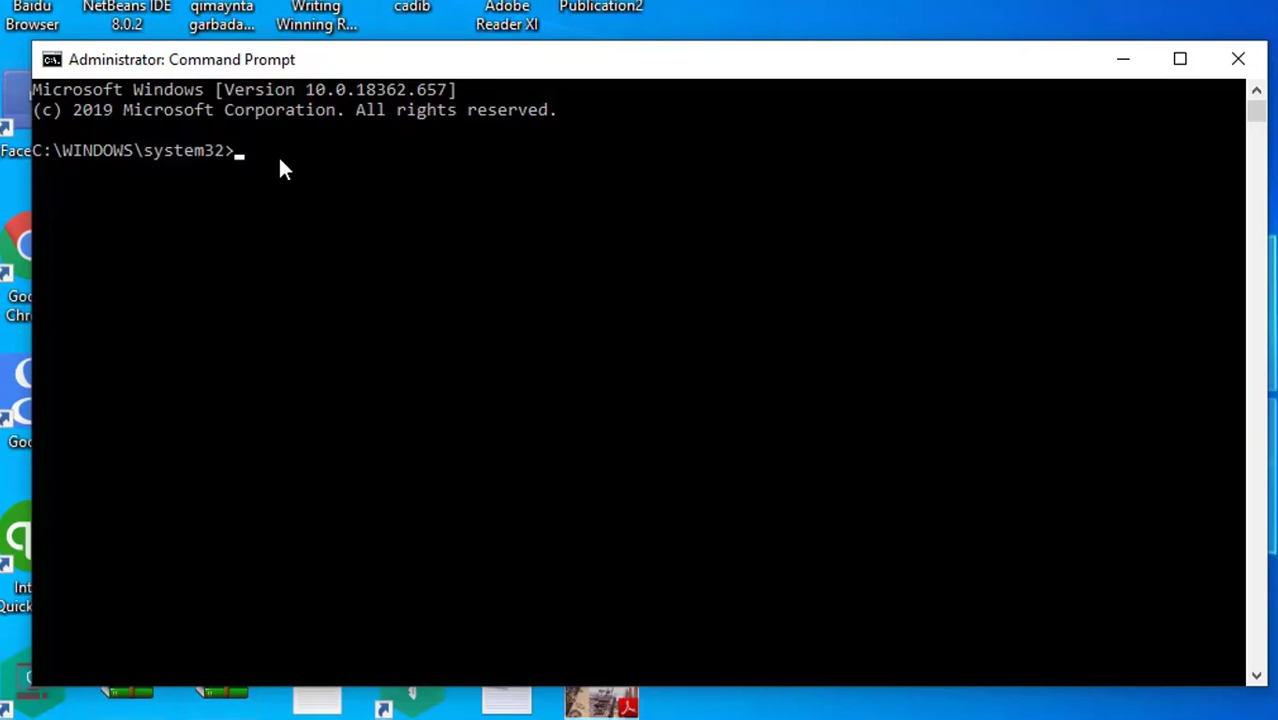 Baidu
Browser
NetBeans IDE
8.0.2
qimaynta
garbada...
Writing
Winning R...
cadib
Adobe
Reader XI
Publication2
Administrator: Command Prompt
Microsoft Windows [Version 10.0.18362.657]
(c) 2019 Microsoft Corporation. All rights reserved.
C:\WINDOWS\system32>
Face
Goo
Chr
Goo
Int
Quick